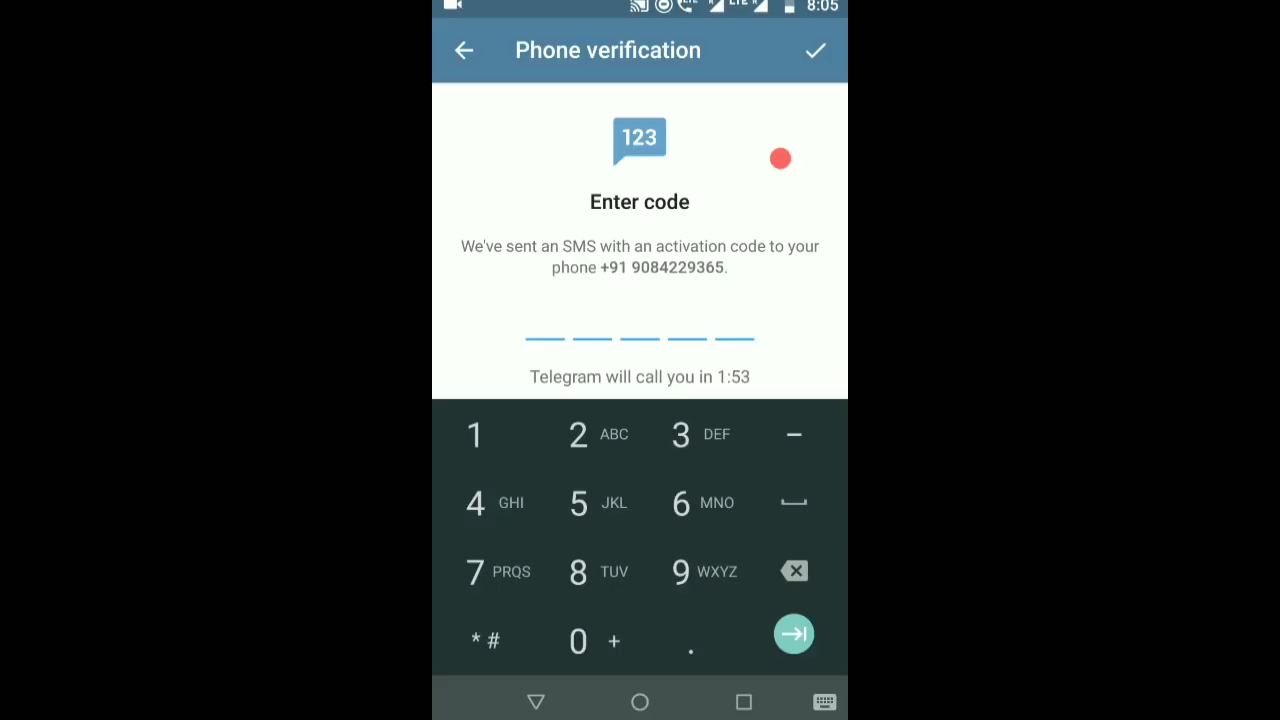 8:05
Phone verification
123
Enter code
We've sent an SMS with an activation code to your
phone +91 9084229365.
Telegram will call you in 1:53
1 2 ABC 3 DEF –
4 GHI 5 JKL 6 MNO
7 PRQS 8 TUV 9 WXYZ
* # 0 + .